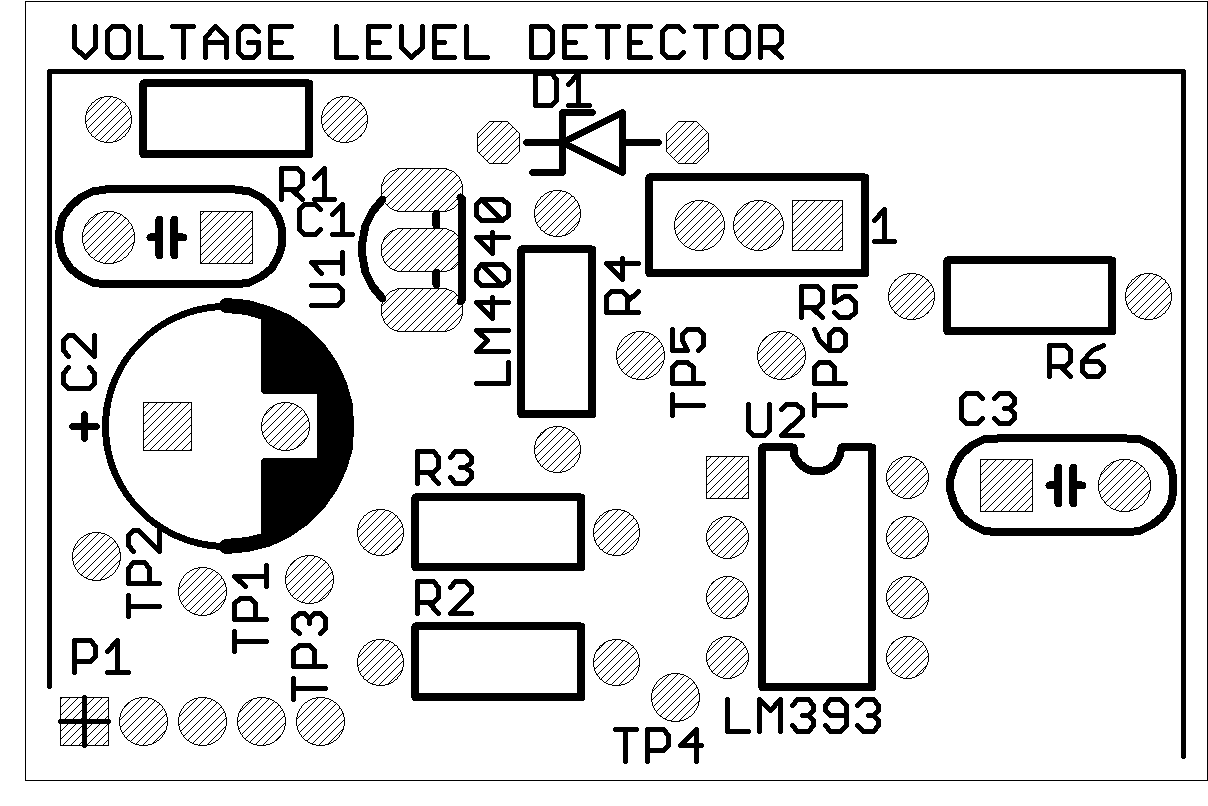 VOLTAGE LEVEL DETECTOR
D1
R1
C1
U1
LM4040
R4
1
R5
R6
C2
+
TP5
TP6
U2
C3
R3
TP2
TP1
TP3
R2
P1
LM393
TP4